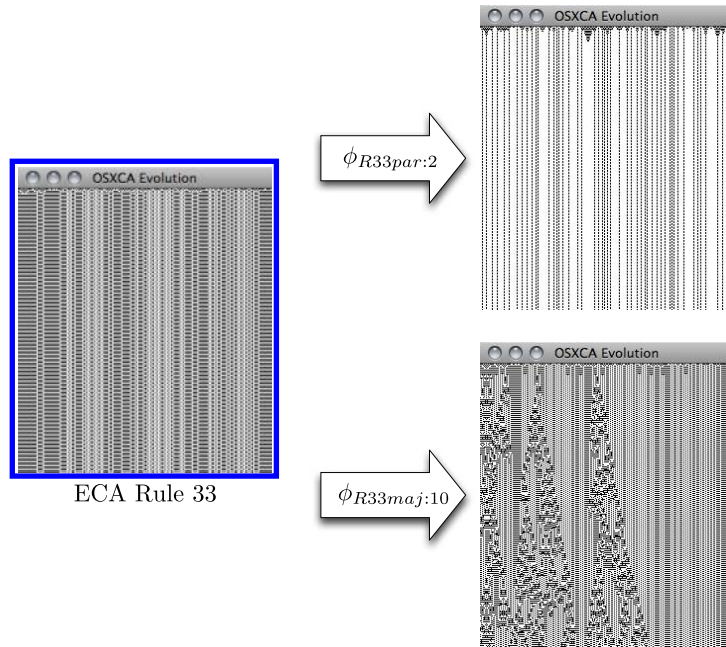 OSXCA Evolution
ϕR33par:2
OSXCA Evolution
ECA Rule 33
OSXCA Evolution
ϕR33maj:10